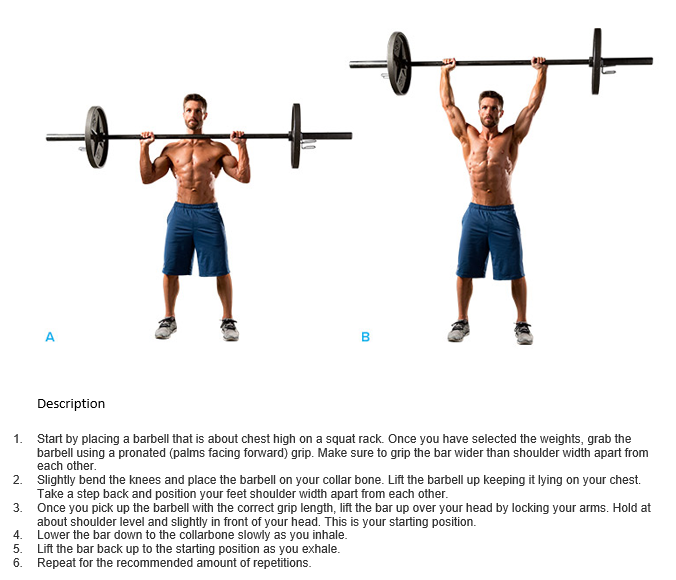 A
B
Description
1. Start by placing a barbell that is about chest high on a squat rack. Once you have selected the weights, grab the
barbell using a pronated (palms facing forward) grip. Make sure to grip the bar wider than shoulder width apart from
each other.
2. Slightly bend the knees and place the barbell on your collar bone. Lift the barbell up keeping it lying on your chest.
Take a step back and position your feet shoulder width apart from each other.
3. Once you pick up the barbell with the correct grip length, lift the bar up over your head by locking your arms. Hold at
about shoulder level and slightly in front of your head. This is your starting position.
4. Lower the bar down to the collarbone slowly as you inhale.
5. Lift the bar back up to the starting position as you exhale.
6. Repeat for the recommended amount of repetitions.